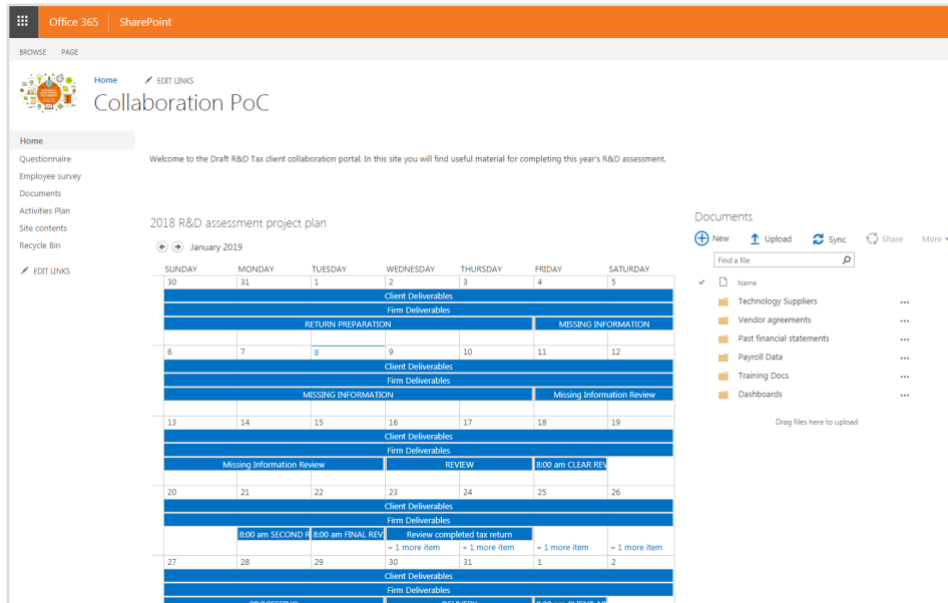 Office 365 SharePoint
BROWSE PAGE
Home EDIT LINKS
Collaboration PoC
Home
Questionnaire
Employee survey
Documents
Activities Plan
Site contents
Recycle Bin
EDIT LINKS
Welcome to the Draft R&D Tax client collaboration portal. In this site you will find useful material for completing this year's R&D assessment.
2018 R&D assessment project plan
January 2019
SUNDAY MONDAY TUESDAY WEDNESDAY THURSDAY FRIDAY SATURDAY
30 31 1 2 3 4 5
Client Deliverables
Firm Deliverables
RETURN PREPARATION MISSING INFORMATION
6 7 8 9 10 11 12
Client Deliverables
Firm Deliverables
MISSING INFORMATION Missing Information Review
13 14 15 16 17 18 19
Client Deliverables
Firm Deliverables
Missing Information Review REVIEW 8:00 am CLEAR REV
20 21 22 23 24 25 26
Client Deliverables
Firm Deliverables
8:00 am SECOND R 8:00 am FINAL REV Review completed tax return
1 more item 1 more item 1 more item 1 more item
27 28 29 30 31 1 2
Client Deliverables
Firm Deliverables
Documents
New Upload Sync Share More
Find a file
Name
Technology Suppliers
Vendor agreements
Past financial statements
Payroll Data
Training Docs
Dashboards
Drag files here to upload